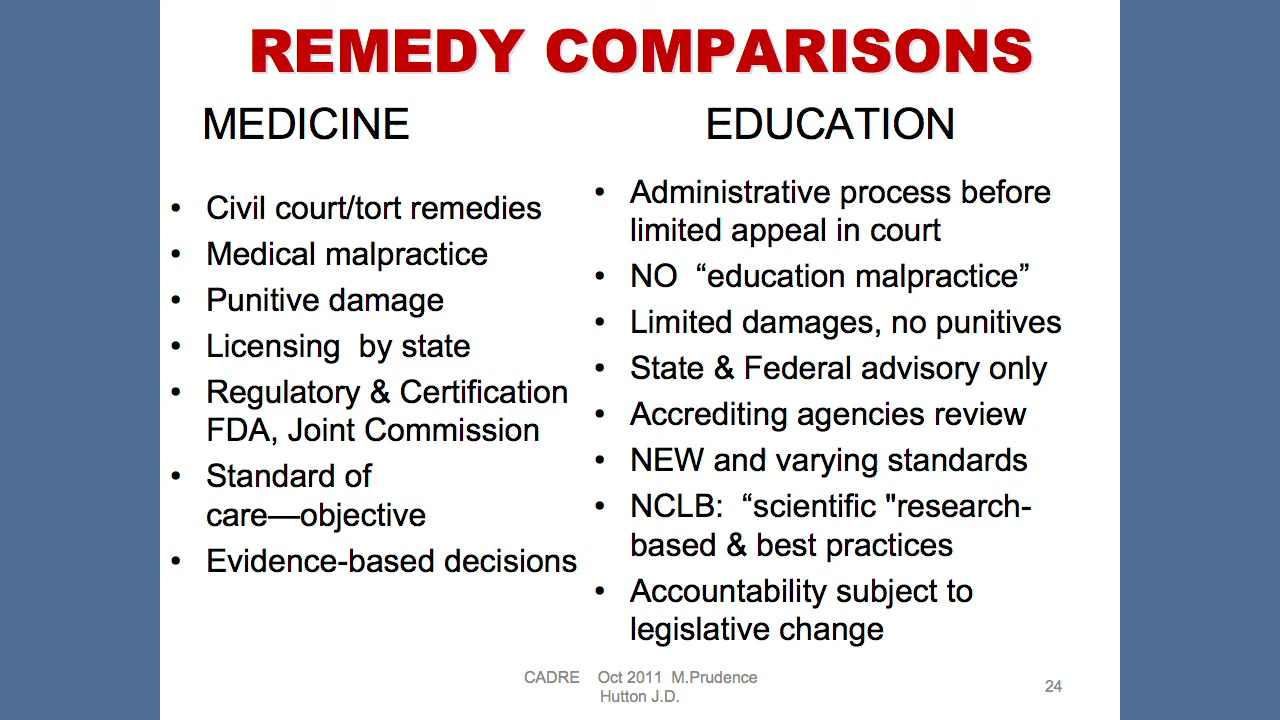 REMEDY COMPARISONS
MEDICINE
• Civil court/tort remedies
• Medical malpractice
• Punitive damage
• Licensing  by state
• Regulatory & Certification
FDA, Joint Commission
• Standard of
care—objective
• Evidence-based decisions
EDUCATION
• Administrative process before
limited appeal in court
• NO  “education malpractice”
• Limited damages, no punitives
• State & Federal advisory only
• Accrediting agencies review
• NEW and varying standards
• NCLB:  “scientific "research-
based & best practices
• Accountability subject to
legislative change
CADRE    Oct 2011  M.Prudence
Hutton J.D.
24